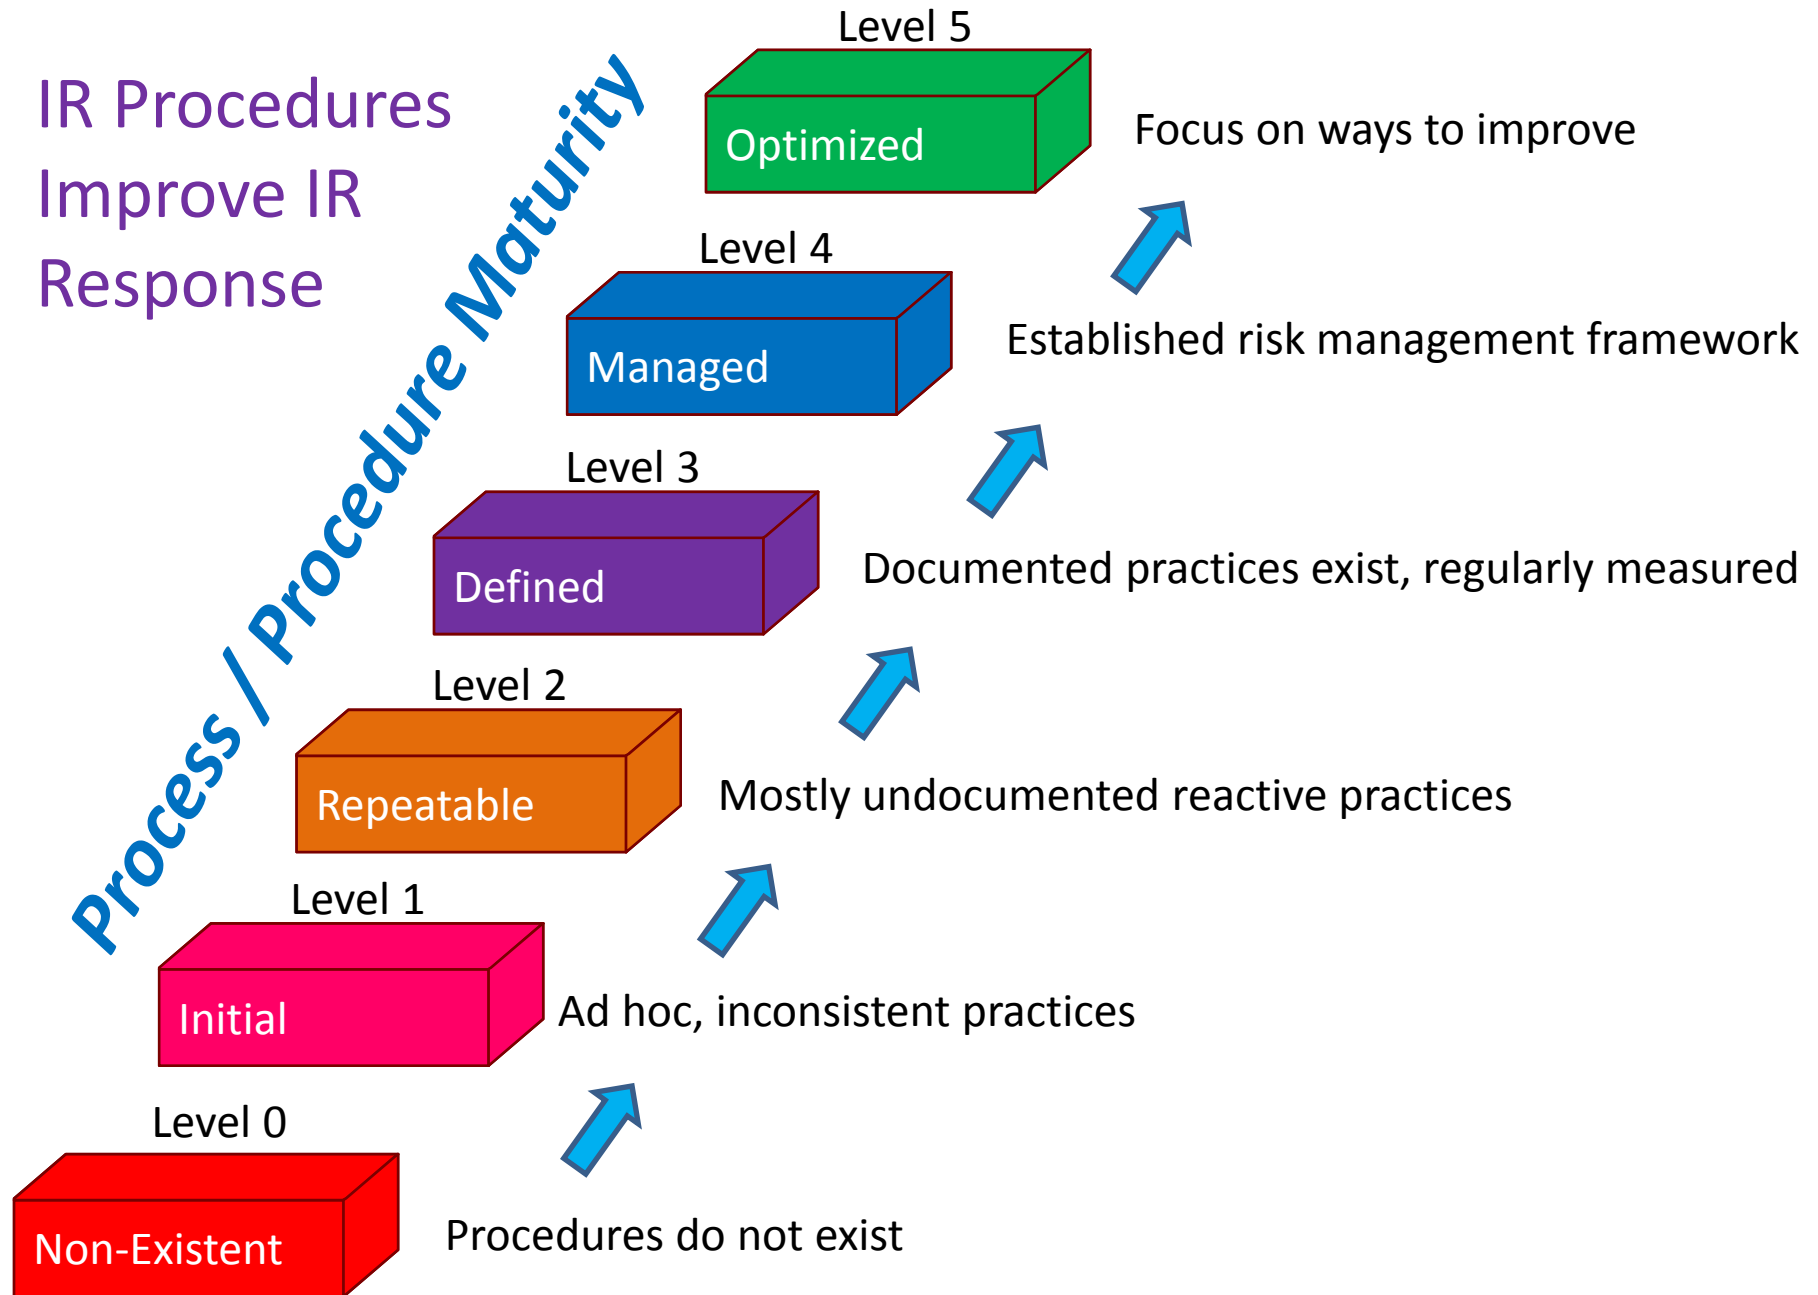 IR Procedures
Improve IR
Response
Process / Procedure Maturity
Level 5
Optimized
Focus on ways to improve
Level 4
Managed
Established risk management framework
Level 3
Defined
Documented practices exist, regularly measured
Level 2
Repeatable
Mostly undocumented reactive practices
Level 1
Initial
Ad hoc, inconsistent practices
Level 0
Non-Existent
Procedures do not exist